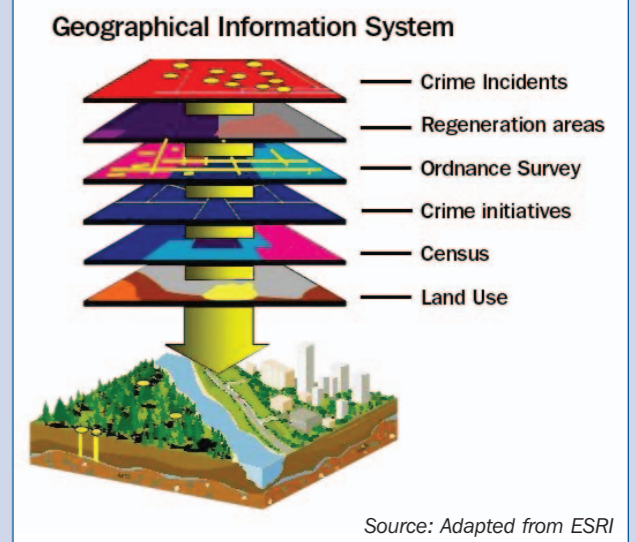 Geographical Information System
Crime Incidents
Regeneration areas
Ordnance Survey
Crime initiatives
Census
Land Use
Source: Adapted from ESRI